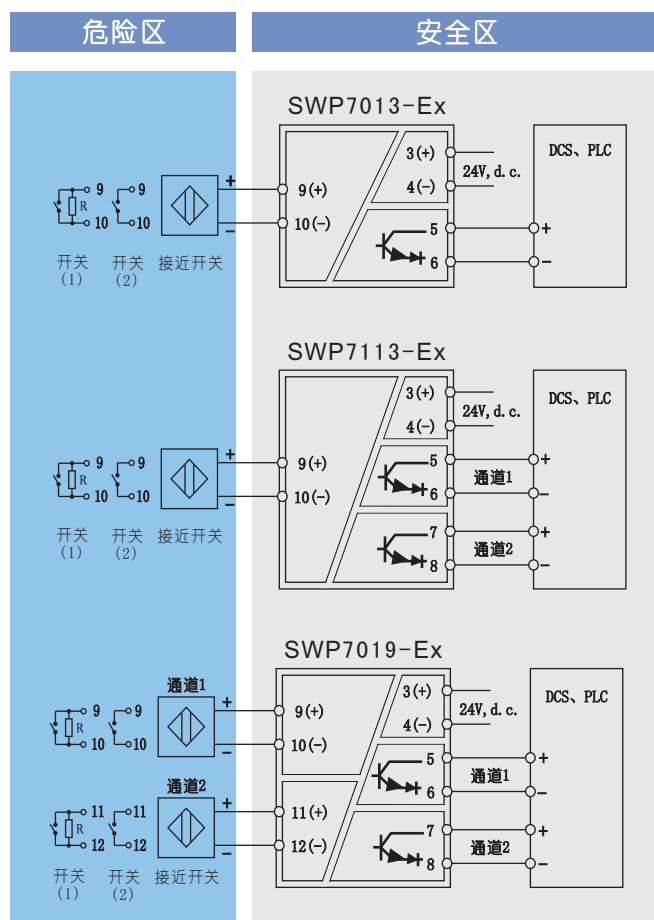 危险区 安全区
SWP7013-Ex
3(+) 24V,d.c. DCS、PLC
4(-)
9 9 + 9(+)
R
10 10 - 10(-)
5 +
6 -
开关 开关 接近开关
(1) (2)
SWP7113-Ex
3(+) 24V,d.c. DCS、PLC
4(-)
9 9 + 9(+)
R
10 10 - 10(-)
5 +
通道1
6 -
7 +
通道2
8 -
开关 开关 接近开关
(1) (2)
SWP7019-Ex
通道1
3(+) 24V,d.c. DCS、PLC
4(-)
9 9 + 9(+)
R
10 10 - 10(-)
5 +
通道1
6 -
通道2
11 11 + 11(+)
R
12 12 - 12(-)
7 +
通道2
8 -
开关 开关 接近开关
(1) (2)